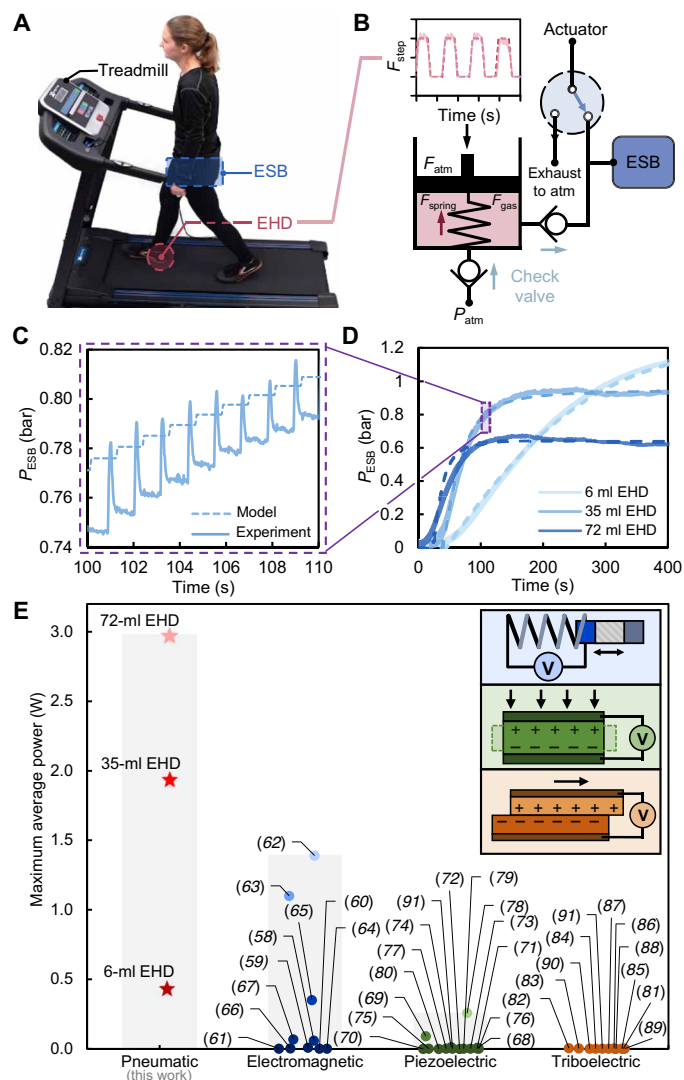 A
Treadmill
ESB
EHD
B
F_step
Time (s)
Actuator
F_atm
F_spring
F_gas
Exhaust
to atm
ESB
Check
valve
P_atm
C
P_ESB (bar)
0.82
0.80
0.78
0.76
0.74
Model
Experiment
100 102 104 106 108 110
Time (s)
D
P_ESB (bar)
1.2
1
0.8
0.6
0.4
0.2
0
6 ml EHD
35 ml EHD
72 ml EHD
0 100 200 300 400
Time (s)
E
Maximum average power (W)
3.0
2.5
2.0
1.5
1.0
0.5
0.0
72-ml EHD
35-ml EHD
6-ml EHD
V
+ + + + +
– – – – –
V
+ + + + +
– – – – –
V
(62)
(63)
(65)
(60)
(58)
(64)
(59)
(67)
(66)
(61)
(72)
(79)
(91)
(78)
(74)
(73)
(77)
(71)
(80)
(69)
(75)
(76)
(70)
(68)
(87)
(91)
(86)
(84)
(88)
(90)
(85)
(83)
(81)
(82)
(89)
Pneumatic
(this work)
Electromagnetic
Piezoelectric
Triboelectric